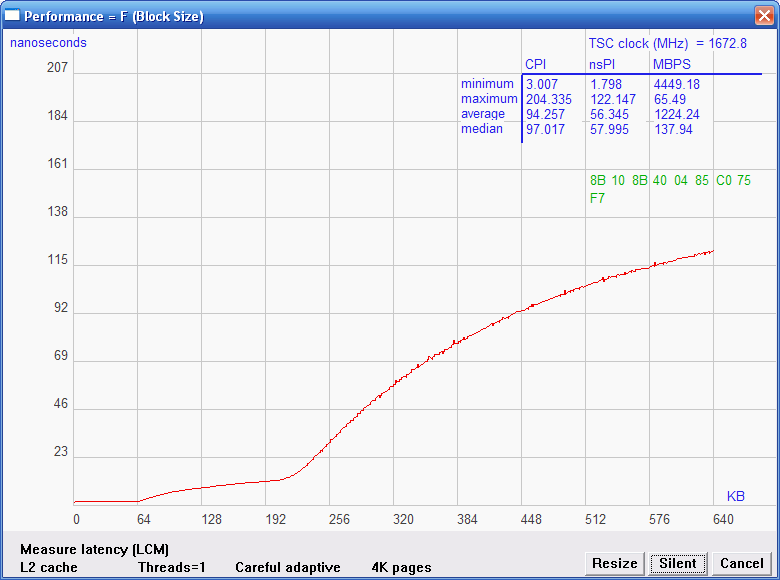 Performance = F (Block Size)
nanoseconds
TSC clock (MHz) = 1672.8
CPI nsPI MBPS
minimum 3.007 1.798 4449.18
maximum 204.335 122.147 65.49
average 94.257 56.345 1224.24
median 97.017 57.995 137.94
8B 10 8B 40 04 85 C0 75
F7
207
184
161
138
115
92
69
46
23
KB
0 64 128 192 256 320 384 448 512 576 640
Measure latency (LCM)
L2 cache Threads=1 Careful adaptive 4K pages
Resize Silent Cancel